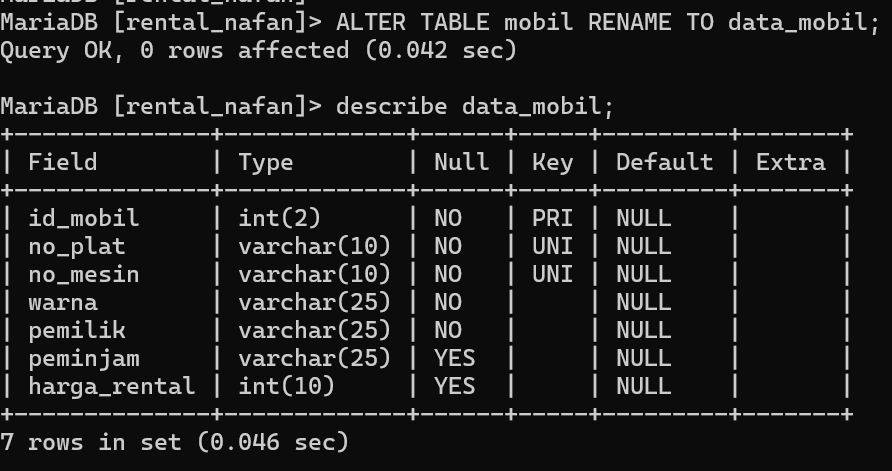 MariaDB [rental_nafan]> ALTER TABLE mobil RENAME TO data_mobil;
Query OK, 0 rows affected (0.042 sec)

MariaDB [rental_nafan]> describe data_mobil;
+--------------+-------------+------+-----+---------+-------+
| Field        | Type        | Null | Key | Default | Extra |
+--------------+-------------+------+-----+---------+-------+
| id_mobil     | int(2)      | NO   | PRI | NULL    |       |
| no_plat      | varchar(10) | NO   | UNI | NULL    |       |
| no_mesin     | varchar(10) | NO   | UNI | NULL    |       |
| warna        | varchar(25) | NO   |     | NULL    |       |
| pemilik      | varchar(25) | NO   |     | NULL    |       |
| peminjam     | varchar(25) | YES  |     | NULL    |       |
| harga_rental | int(10)     | YES  |     | NULL    |       |
+--------------+-------------+------+-----+---------+-------+
7 rows in set (0.046 sec)